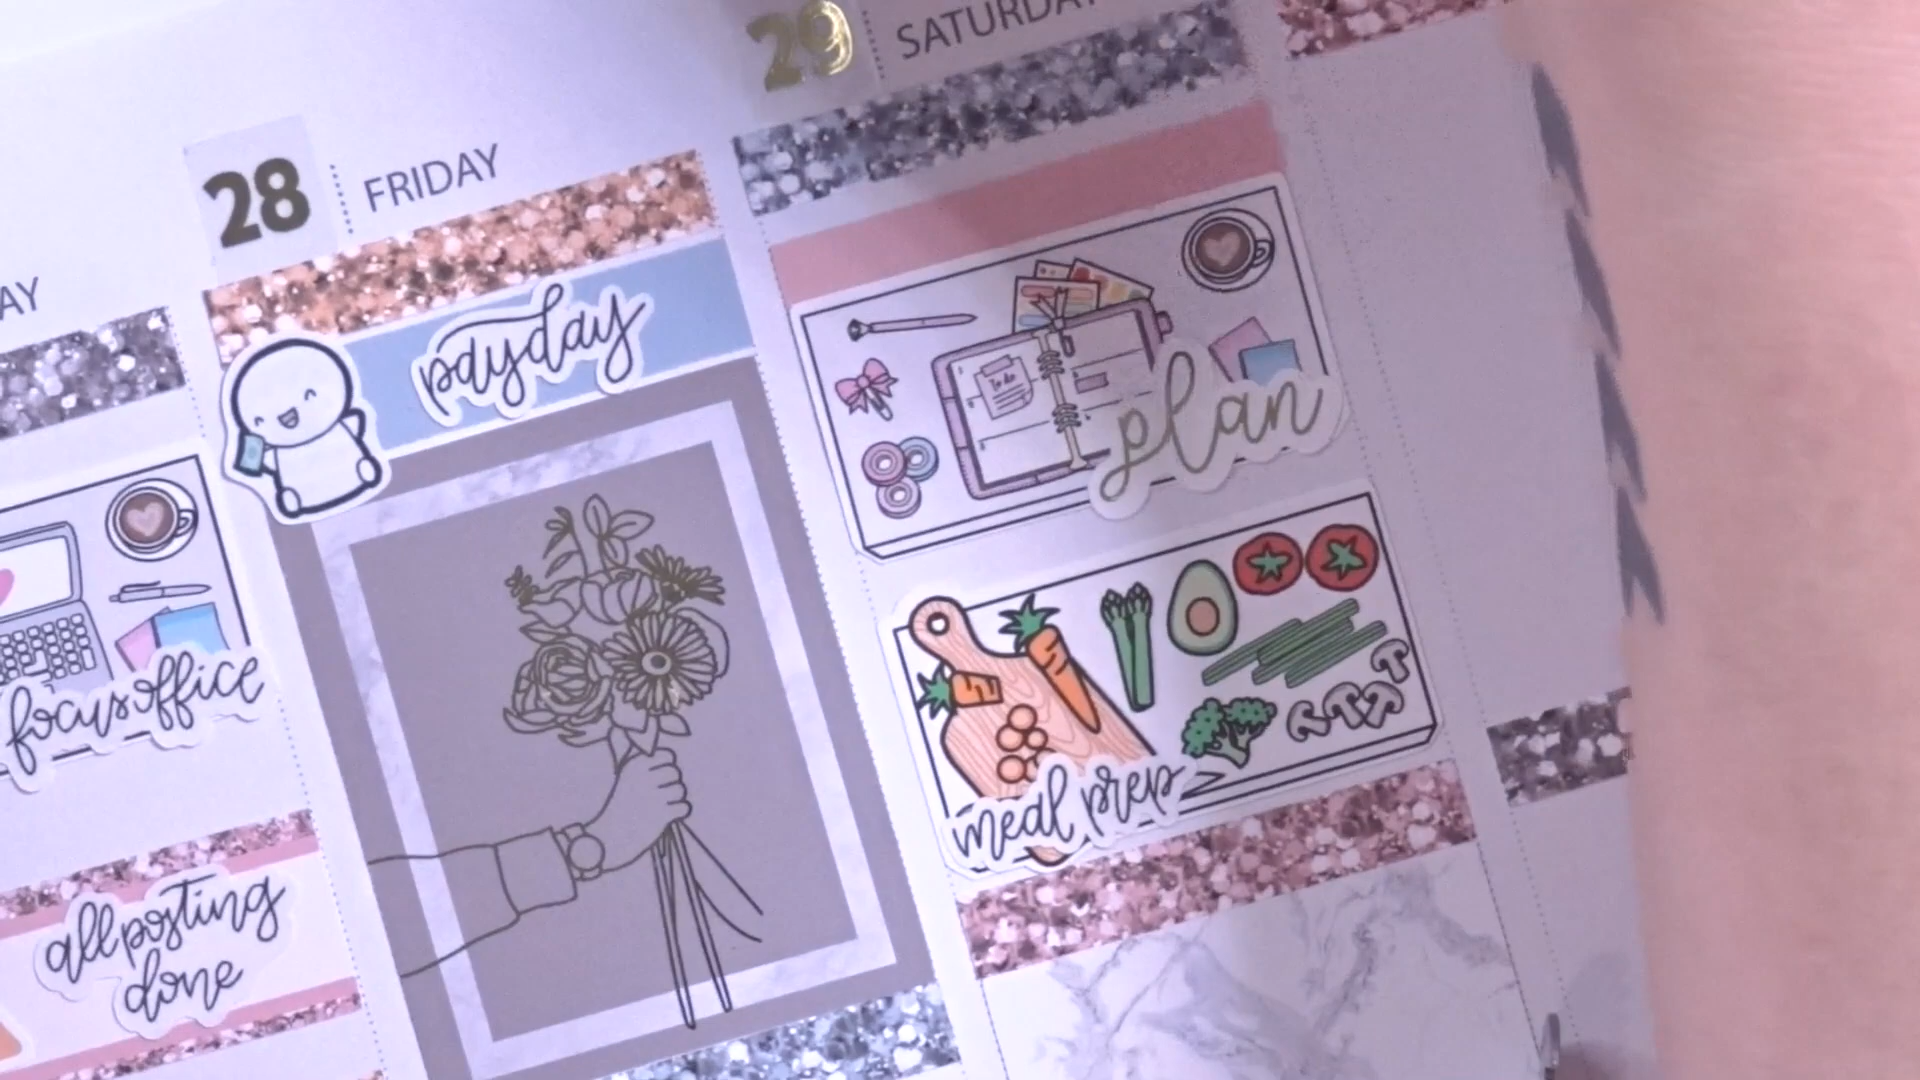 AY
focus office
all posting
done
28
FRIDAY
payday
29
SATURDAY
To do
plan
meal prep